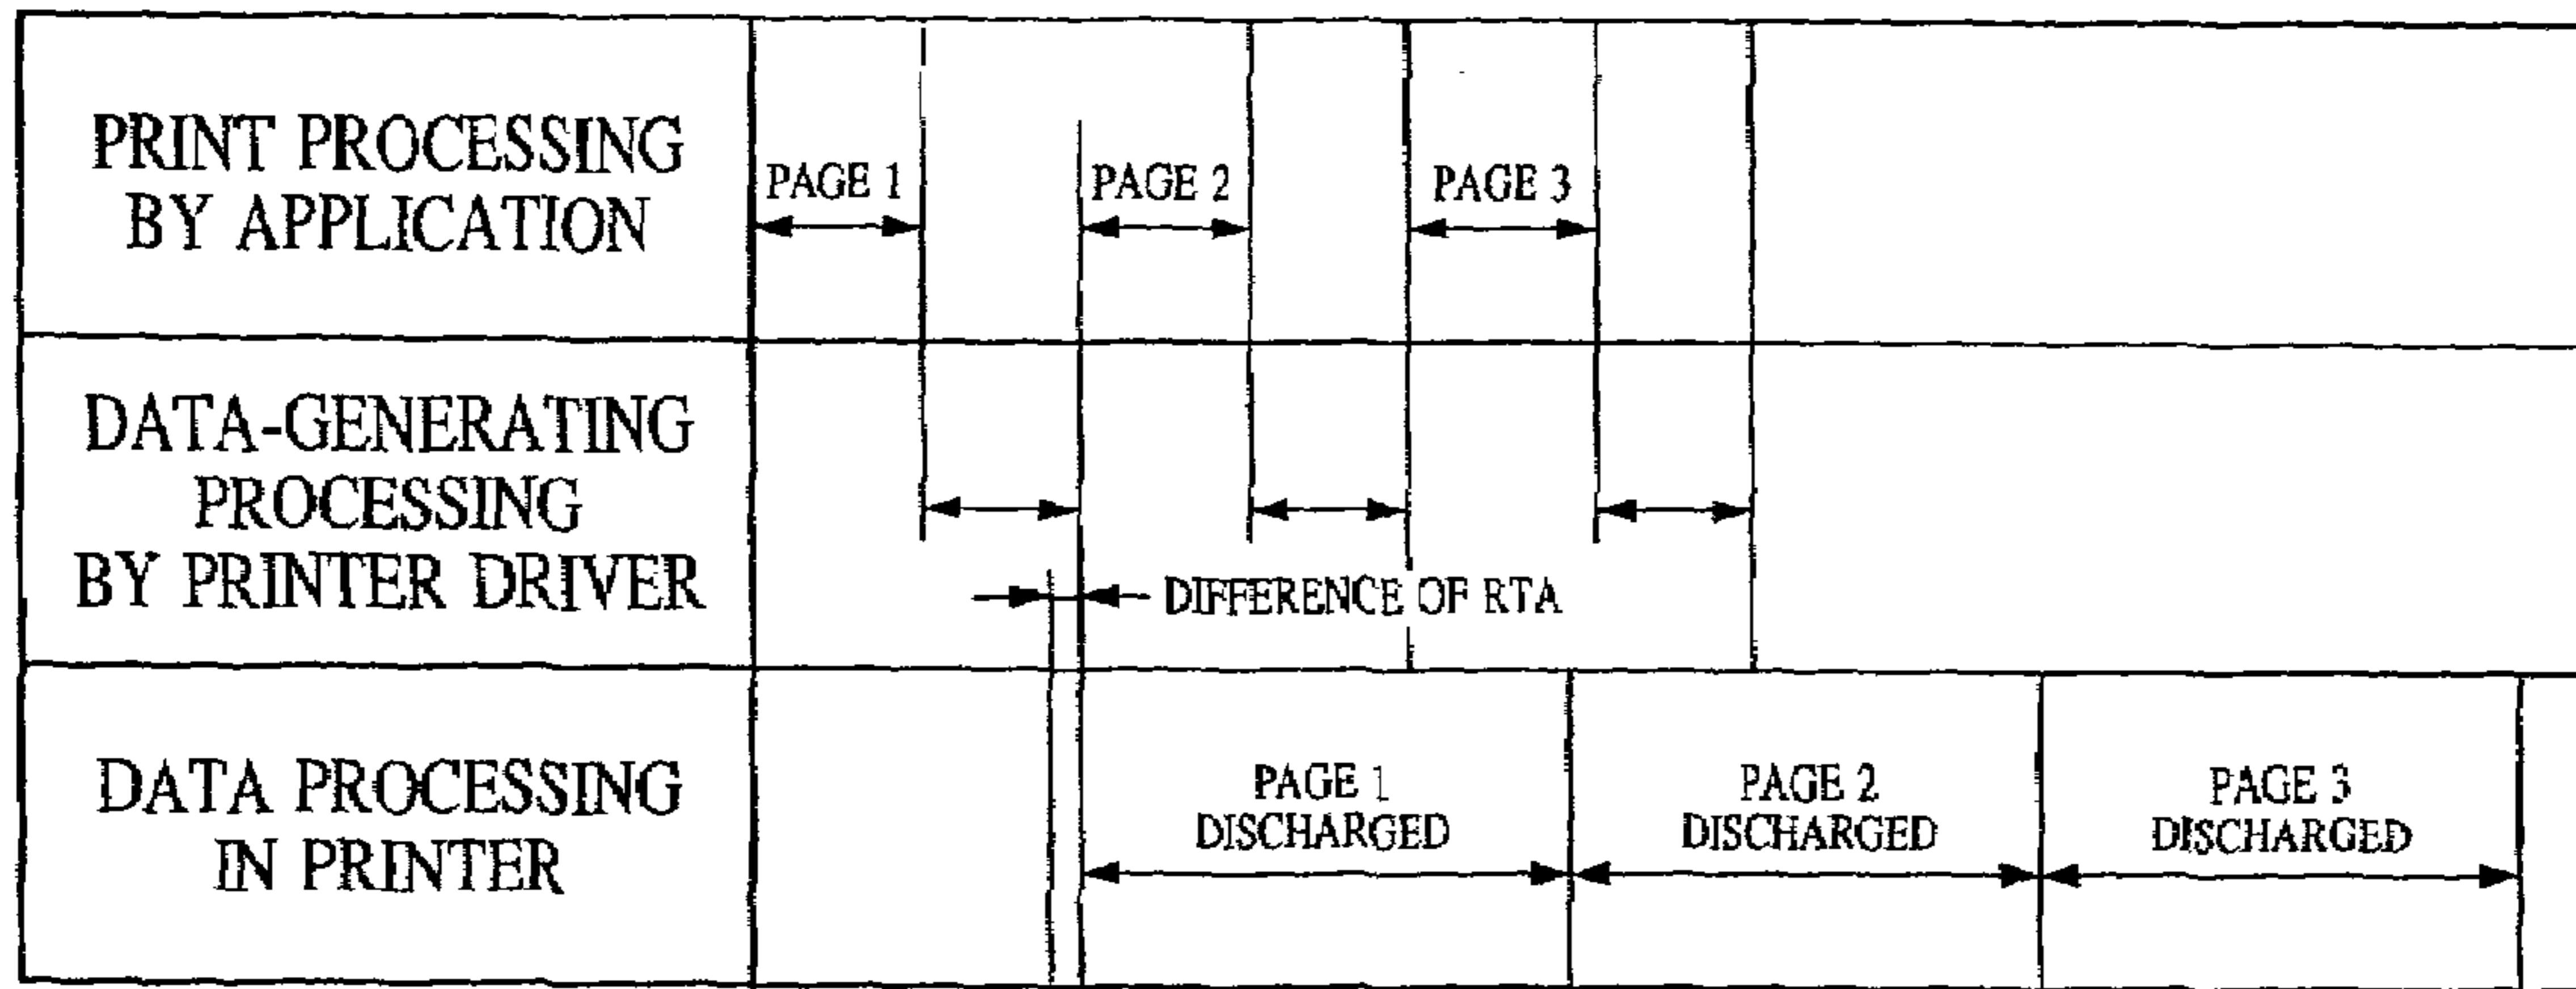 PRINT PROCESSING
BY APPLICATION
PAGE 1
PAGE 2
PAGE 3
DATA-GENERATING
PROCESSING
BY PRINTER DRIVER
DIFFERENCE OF RTA
DATA PROCESSING
IN PRINTER
PAGE 1
DISCHARGED
PAGE 2
DISCHARGED
PAGE 3
DISCHARGED